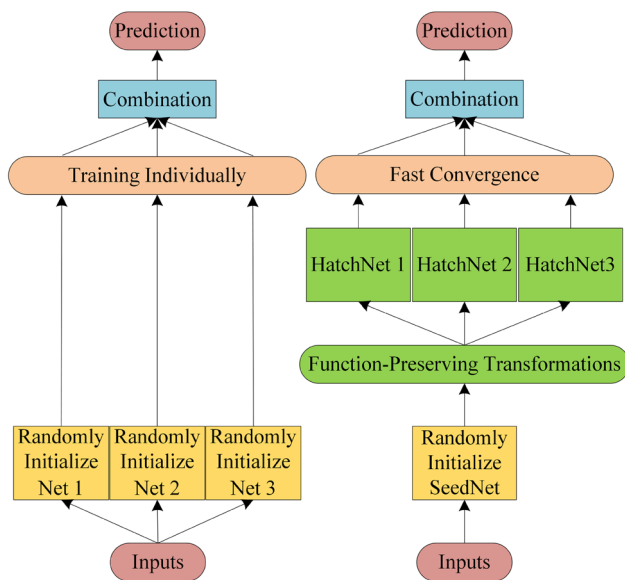 Prediction
Combination
Training Individually
Randomly
Initialize
Net 1
Randomly
Initialize
Net 2
Randomly
Initialize
Net 3
Inputs
Prediction
Combination
Fast Convergence
HatchNet 1
HatchNet 2
HatchNet3
Function-Preserving Transformations
Randomly
Initialize
SeedNet
Inputs